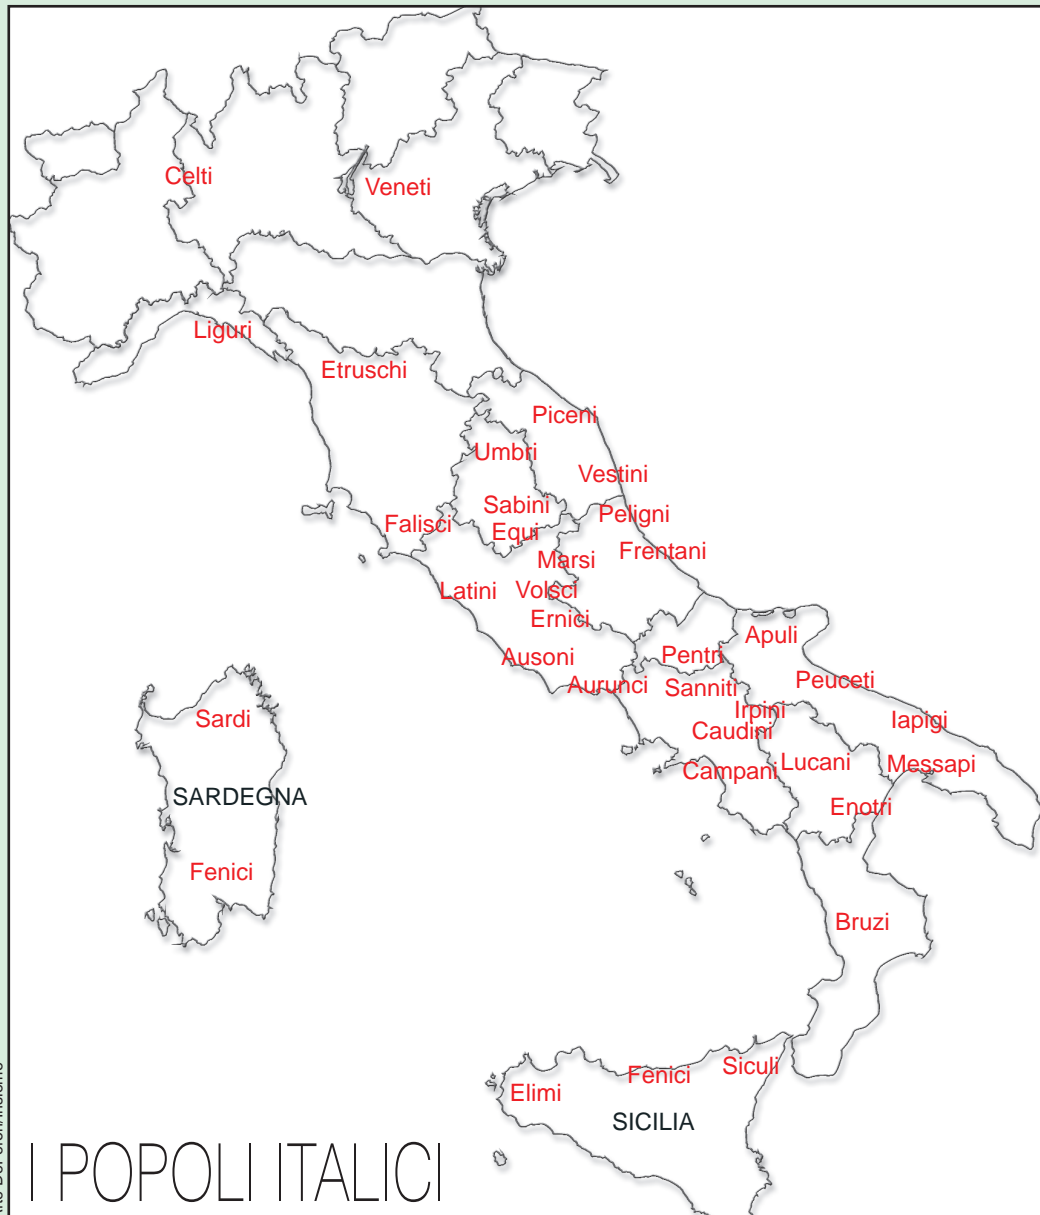 Celti
Veneti
Liguri
Etruschi
Piceni
Umbri
Vestini
Sabini
Peligni
Falisci
Equi
Frentani
Marsi
Latini
Volsci
Ernici
Apuli
Ausoni
Pentri
Peuceti
Aurunci
Sanniti
Irpini
Iapigi
Sardi
Caudini
Lucani
Messapi
Campani
SARDEGNA
Enotri
Fenici
Bruzi
Siculi
Fenici
Elimi
SICILIA
I POPOLI ITALICI